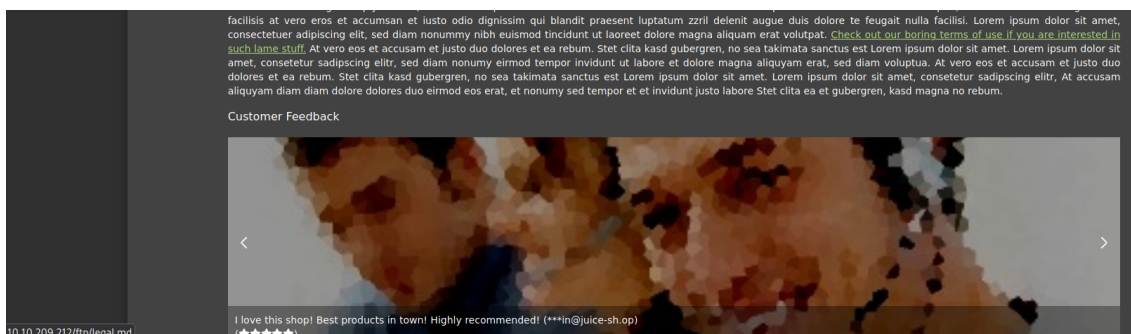 facilisis at vero eros et accumsan et iusto odio dignissim qui blandit praesent luptatum zzril delenit augue duis dolore te feugait nulla facilisi. Lorem ipsum dolor sit amet,
consectetuer adipiscing elit, sed diam nonummy nibh euismod tincidunt ut laoreet dolore magna aliquam erat volutpat. Check out our boring terms of use if you are interested in
such lame stuff. At vero eos et accusam et justo duo dolores et ea rebum. Stet clita kasd gubergren, no sea takimata sanctus est Lorem ipsum dolor sit amet. Lorem ipsum dolor sit
amet, consetetur sadipscing elitr, sed diam nonumy eirmod tempor invidunt ut labore et dolore magna aliquyam erat, sed diam voluptua. At vero eos et accusam et justo duo
dolores et ea rebum. Stet clita kasd gubergren, no sea takimata sanctus est Lorem ipsum dolor sit amet. Lorem ipsum dolor sit amet, consetetur sadipscing elitr, At accusam
aliquyam diam diam dolore dolores duo eirmod eos erat, et nonumy sed tempor et et invidunt justo labore Stet clita ea et gubergren, kasd magna no rebum.
Customer Feedback
I love this shop! Best products in town! Highly recommended! (***in@juice-sh.op)
(★★★★★)
10.10.209.212/ftp/legal.md